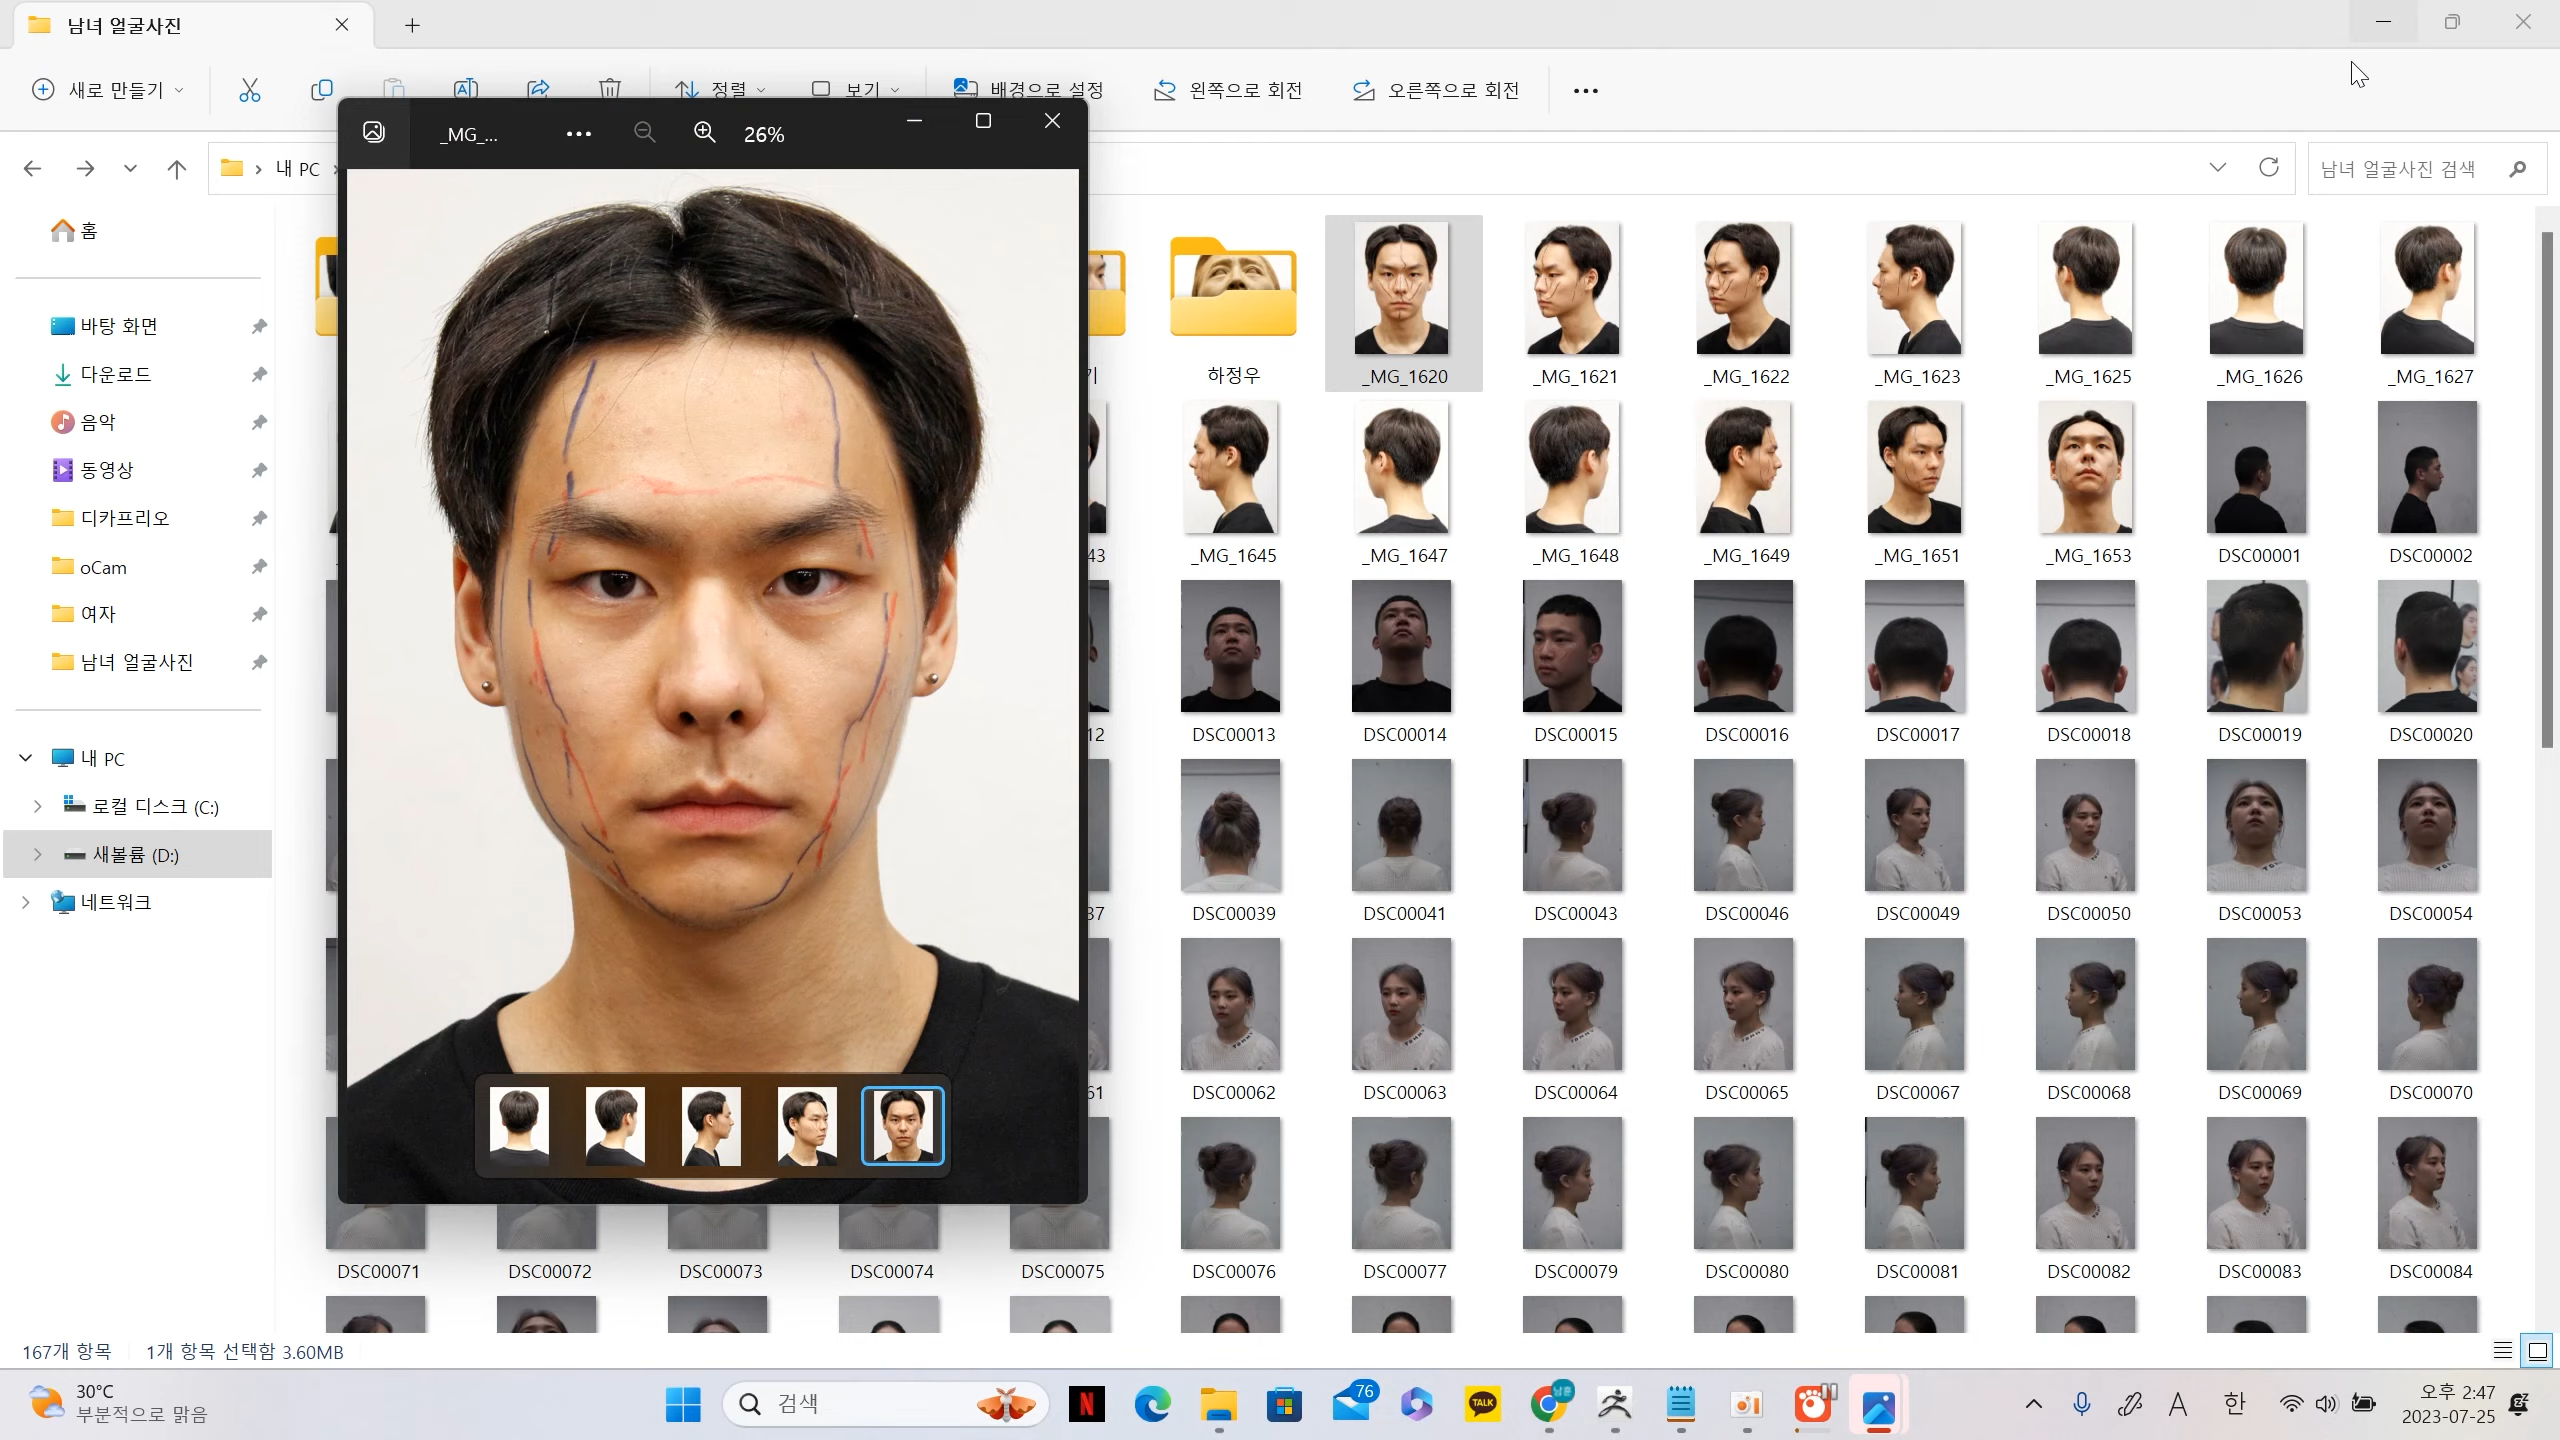 남녀 얼굴사진
새로 만들기
정렬
보기
배경으로 설정
왼쪽으로 회전
오른쪽으로 회전
_MG_...
26%
내 PC
남녀 얼굴사진 검색
홈
바탕 화면
다운로드
음악
동영상
디카프리오
oCam
여자
남녀 얼굴사진
내 PC
로컬 디스크 (C:)
새볼륨 (D:)
네트워크
하정우
_MG_1620
_MG_1621
_MG_1622
_MG_1623
_MG_1625
_MG_1626
_MG_1627
43
_MG_1645
_MG_1647
_MG_1648
_MG_1649
_MG_1651
_MG_1653
DSC00001
DSC00002
12
DSC00013
DSC00014
DSC00015
DSC00016
DSC00017
DSC00018
DSC00019
DSC00020
37
DSC00039
DSC00041
DSC00043
DSC00046
DSC00049
DSC00050
DSC00053
DSC00054
61
DSC00062
DSC00063
DSC00064
DSC00065
DSC00067
DSC00068
DSC00069
DSC00070
DSC00071
DSC00072
DSC00073
DSC00074
DSC00075
DSC00076
DSC00077
DSC00079
DSC00080
DSC00081
DSC00082
DSC00083
DSC00084
167개 항목
1개 항목 선택함 3.60MB
30°C
부분적으로 맑음
검색
N
76
TALK
남훈
A
한
오후 2:47
2023-07-25